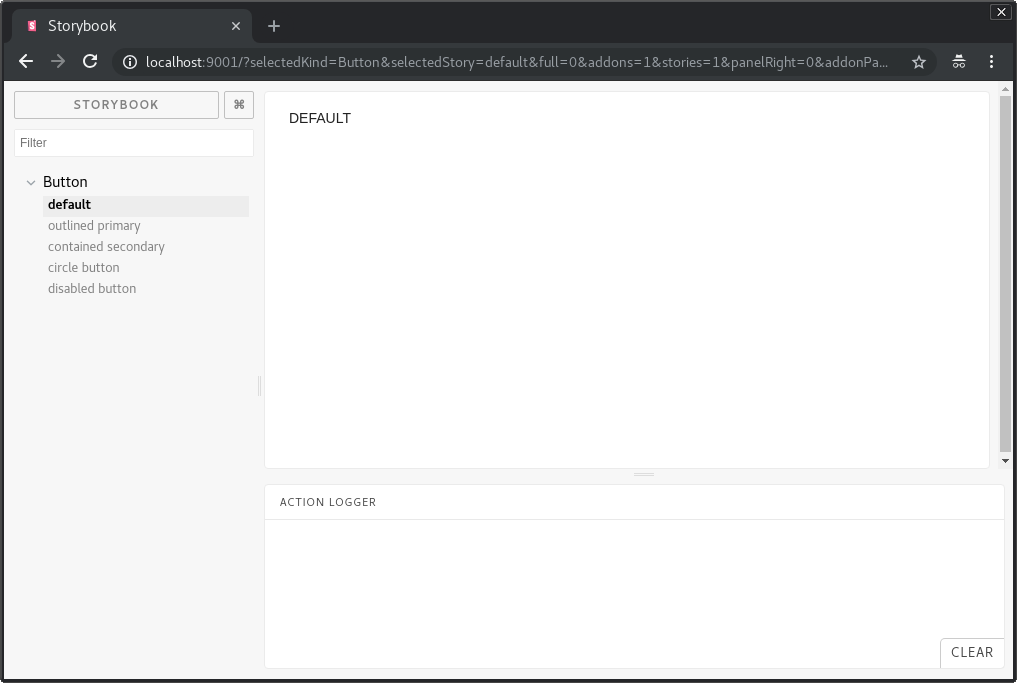 Storybook
localhost:9001/?selectedKind=Button&selectedStory=default&full=0&addons=1&stories=1&panelRight=0&addonPa...
STORYBOOK
⌘
Filter
Button
default
outlined primary
contained secondary
circle button
disabled button
DEFAULT
ACTION LOGGER
CLEAR